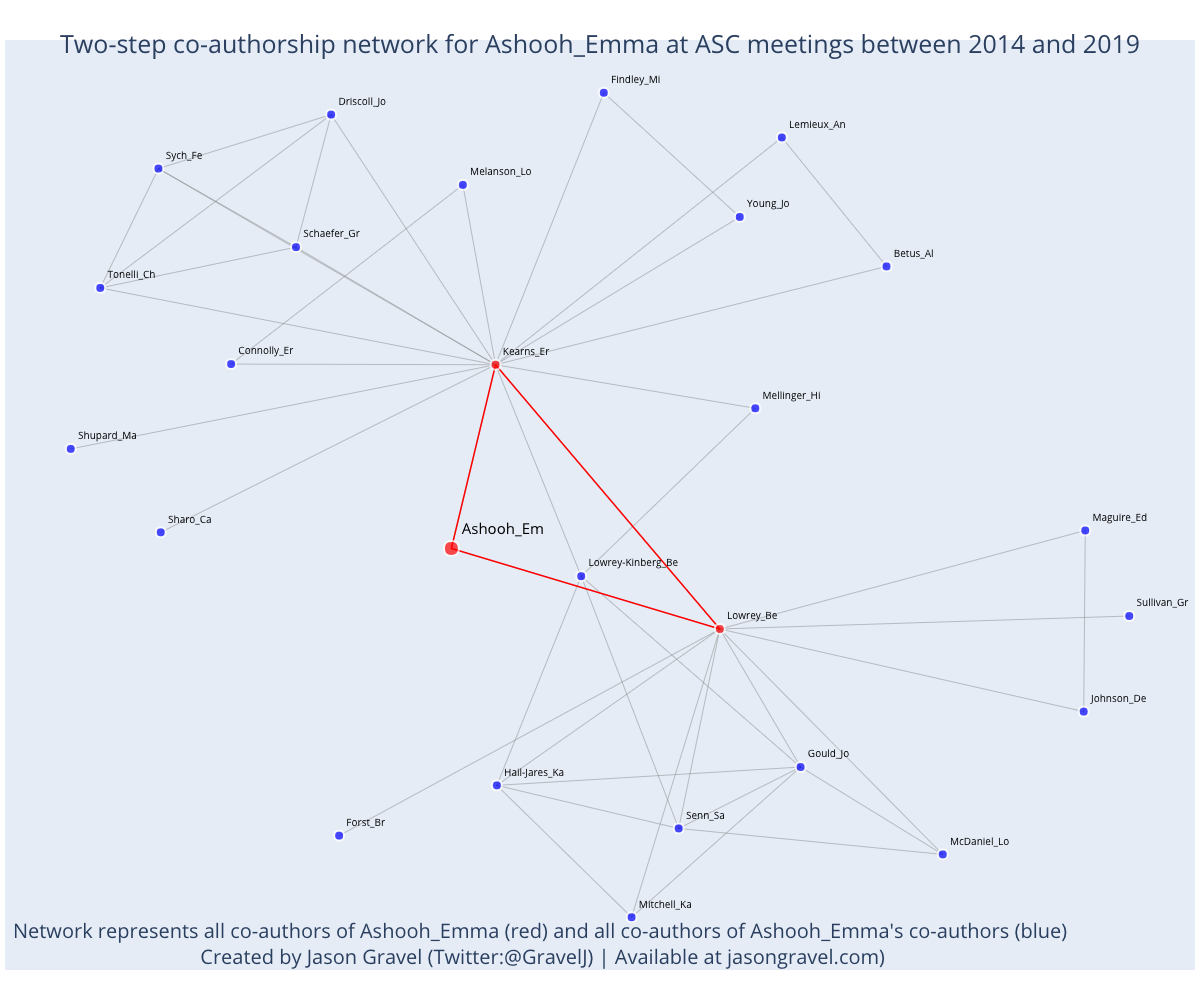 Two-step co-authorship network for Ashooh_Emma at ASC meetings between 2014 and 2019
Findley_Mi
Driscoll_Jo
Lemieux_An
Sych_Fe
Melanson_Lo
Young_Jo
Schaefer_Gr
Betus_Al
Tonelli_Ch
Connolly_Er
Kearns_Er
Mellinger_Hi
Shupard_Ma
Sharo_Ca
Maguire_Ed
Ashooh_Em
Lowrey-Kinberg_Be
Sullivan_Gr
Lowrey_Be
Johnson_De
Gould_Jo
Hail-Jares_Ka
Senn_Sa
Forst_Br
McDaniel_Lo
Mitchell_Ka
Network represents all co-authors of Ashooh_Emma (red) and all co-authors of Ashooh_Emma's co-authors (blue)
Created by Jason Gravel (Twitter:@GravelJ) | Available at jasongravel.com)